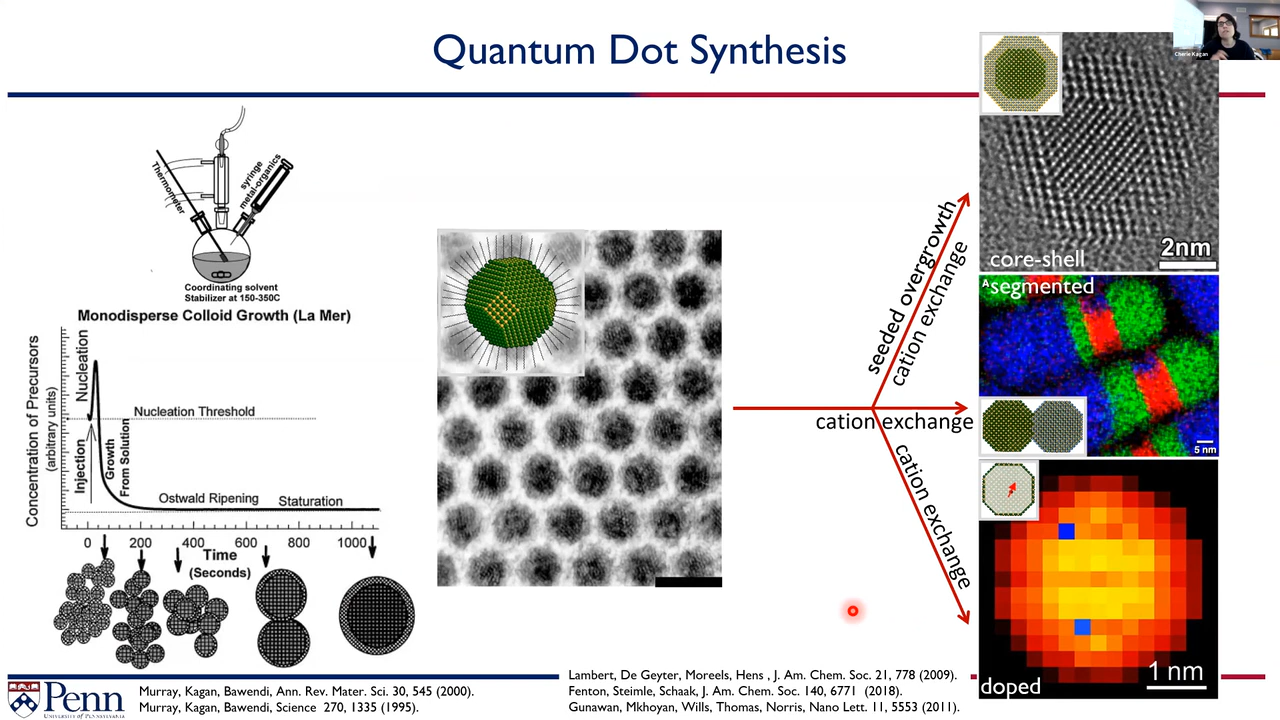 Quantum Dot Synthesis
Cherie Kagan
Thermometer
syringe
metal-organics
Coordinating solvent
Stabilizer at 150-350C
Monodisperse Colloid Growth (La Mer)
Concentration of Precursors
(arbitrary units)
Nucleation
Nucleation Threshold
Injection
Growth
From Solution
Ostwald Ripening
Staturation
0 200 400 600 800 1000
Time
(Seconds)
seeded overgrowth
cation exchange
cation exchange
cation exchange
core-shell
2nm
A
segmented
5 nm
doped
1 nm
Penn
UNIVERSITY of PENNSYLVANIA
Murray, Kagan, Bawendi, Ann. Rev. Mater. Sci. 30, 545 (2000).
Murray, Kagan, Bawendi, Science 270, 1335 (1995).
Lambert, De Geyter, Moreels, Hens , J. Am. Chem. Soc. 21, 778 (2009).
Fenton, Steimle, Schaak, J. Am. Chem. Soc. 140, 6771 (2018).
Gunawan, Mkhoyan, Wills, Thomas, Norris, Nano Lett. 11, 5553 (2011).